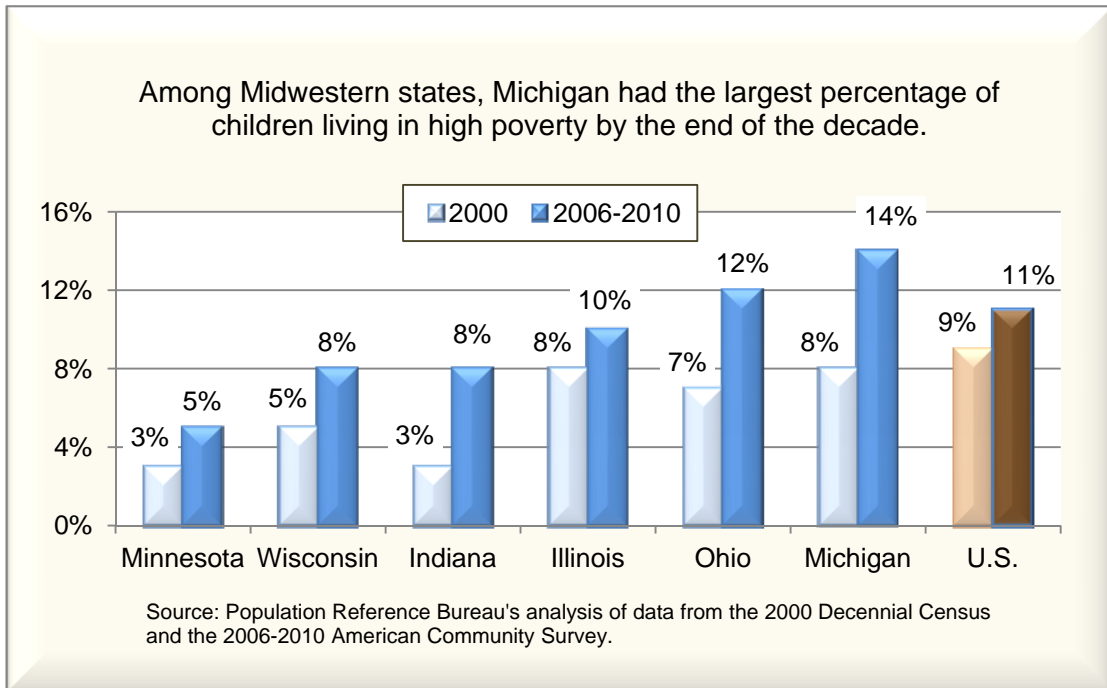 Among Midwestern states, Michigan had the largest percentage of
children living in high poverty by the end of the decade.
2000 2006-2010
16%
12%
8%
4%
0%
3% 5% 5% 8% 3% 8% 8% 10% 7% 12% 8% 14% 9% 11%
Minnesota Wisconsin Indiana Illinois Ohio Michigan U.S.
Source: Population Reference Bureau's analysis of data from the 2000 Decennial Census
and the 2006-2010 American Community Survey.